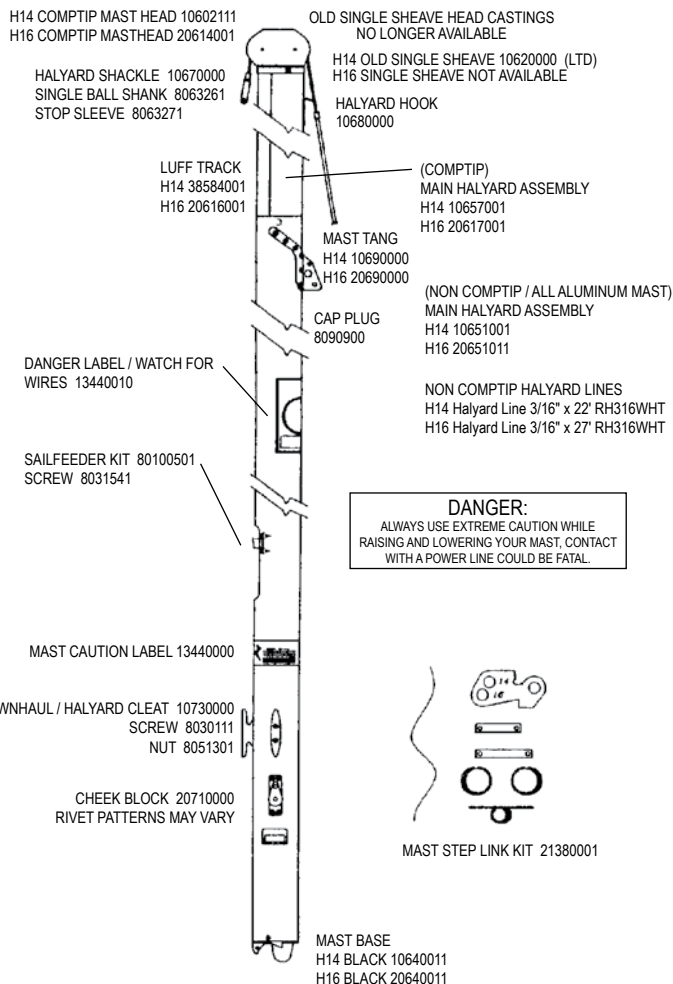 H14 COMPTIP MAST HEAD 10602111
H16 COMPTIP MASTHEAD 20614001
OLD SINGLE SHEAVE HEAD CASTINGS
NO LONGER AVAILABLE
H14 OLD SINGLE SHEAVE 10620000 (LTD)
H16 SINGLE SHEAVE NOT AVAILABLE
HALYARD SHACKLE 10670000
SINGLE BALL SHANK 8063261
STOP SLEEVE 8063271
HALYARD HOOK
10680000
LUFF TRACK
H14 38584001
H16 20616001
(COMPTIP)
MAIN HALYARD ASSEMBLY
H14 10657001
H16 20617001
MAST TANG
H14 10690000
H16 20690000
(NON COMPTIP / ALL ALUMINUM MAST)
MAIN HALYARD ASSEMBLY
H14 10651001
H16 20651011
CAP PLUG
8090900
DANGER LABEL / WATCH FOR
WIRES 13440010
NON COMPTIP HALYARD LINES
H14 Halyard Line 3/16" x 22' RH316WHT
H16 Halyard Line 3/16" x 27' RH316WHT
SAILFEEDER KIT 80100501
SCREW 8031541
DANGER:
ALWAYS USE EXTREME CAUTION WHILE
RAISING AND LOWERING YOUR MAST, CONTACT
WITH A POWER LINE COULD BE FATAL.
MAST CAUTION LABEL 13440000
WNHAUL / HALYARD CLEAT 10730000
SCREW 8030111
NUT 8051301
14
16
CHEEK BLOCK 20710000
RIVET PATTERNS MAY VARY
MAST STEP LINK KIT 21380001
MAST BASE
H14 BLACK 10640011
H16 BLACK 20640011